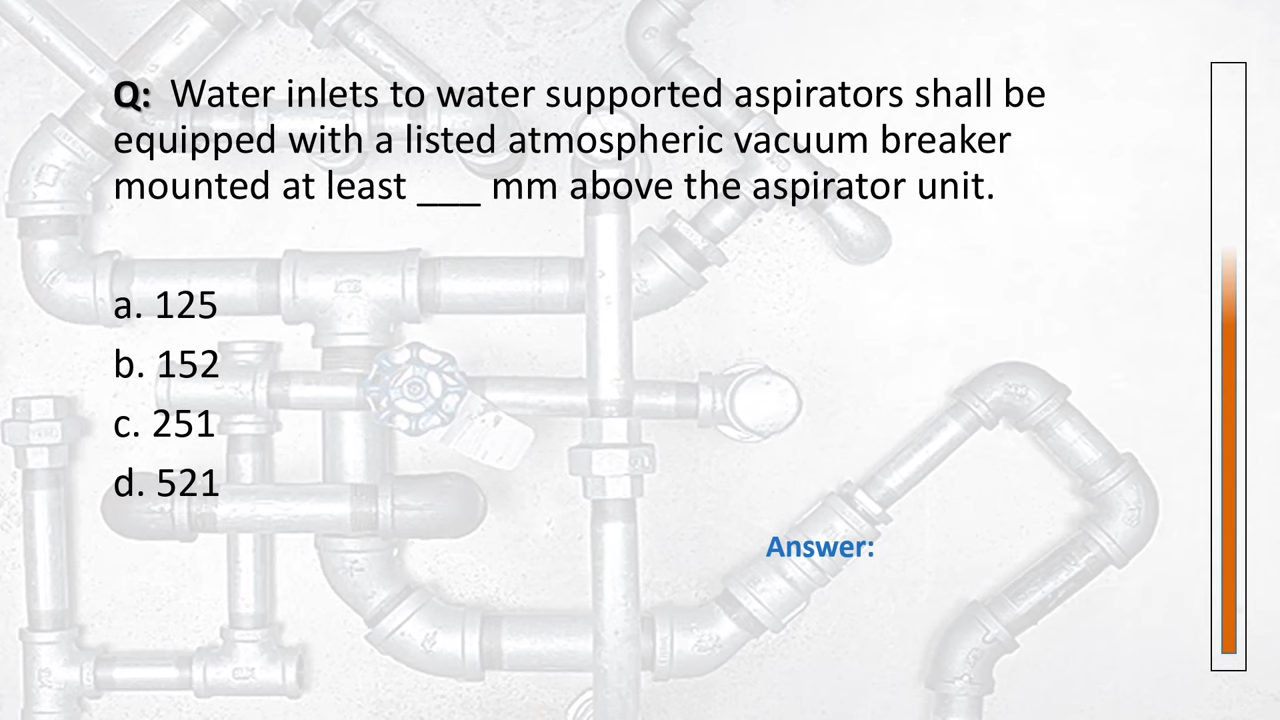 Q: Water inlets to water supported aspirators shall be
equipped with a listed atmospheric vacuum breaker
mounted at least ___ mm above the aspirator unit.
a. 125
b. 152
c. 251
d. 521
Answer: